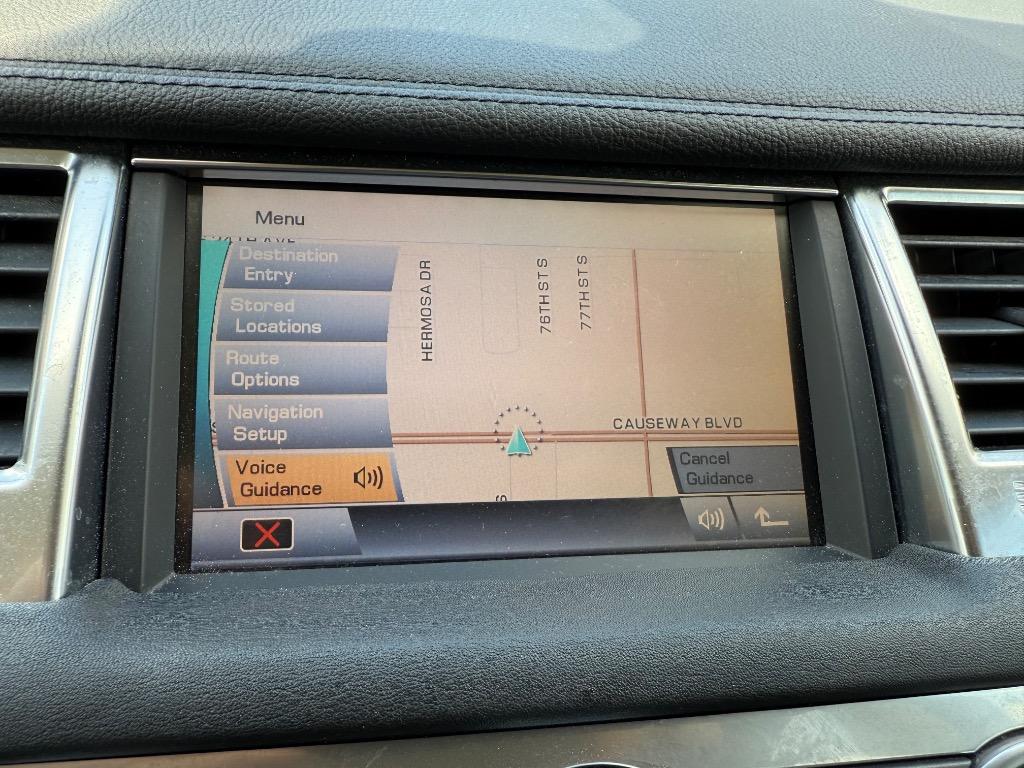 Menu
Destination
Entry
Stored
Locations
Route
Options
Navigation
Setup
Voice
Guidance
HERMOSA DR
76TH ST S
77TH ST S
CAUSEWAY BLVD
S
Cancel
Guidance